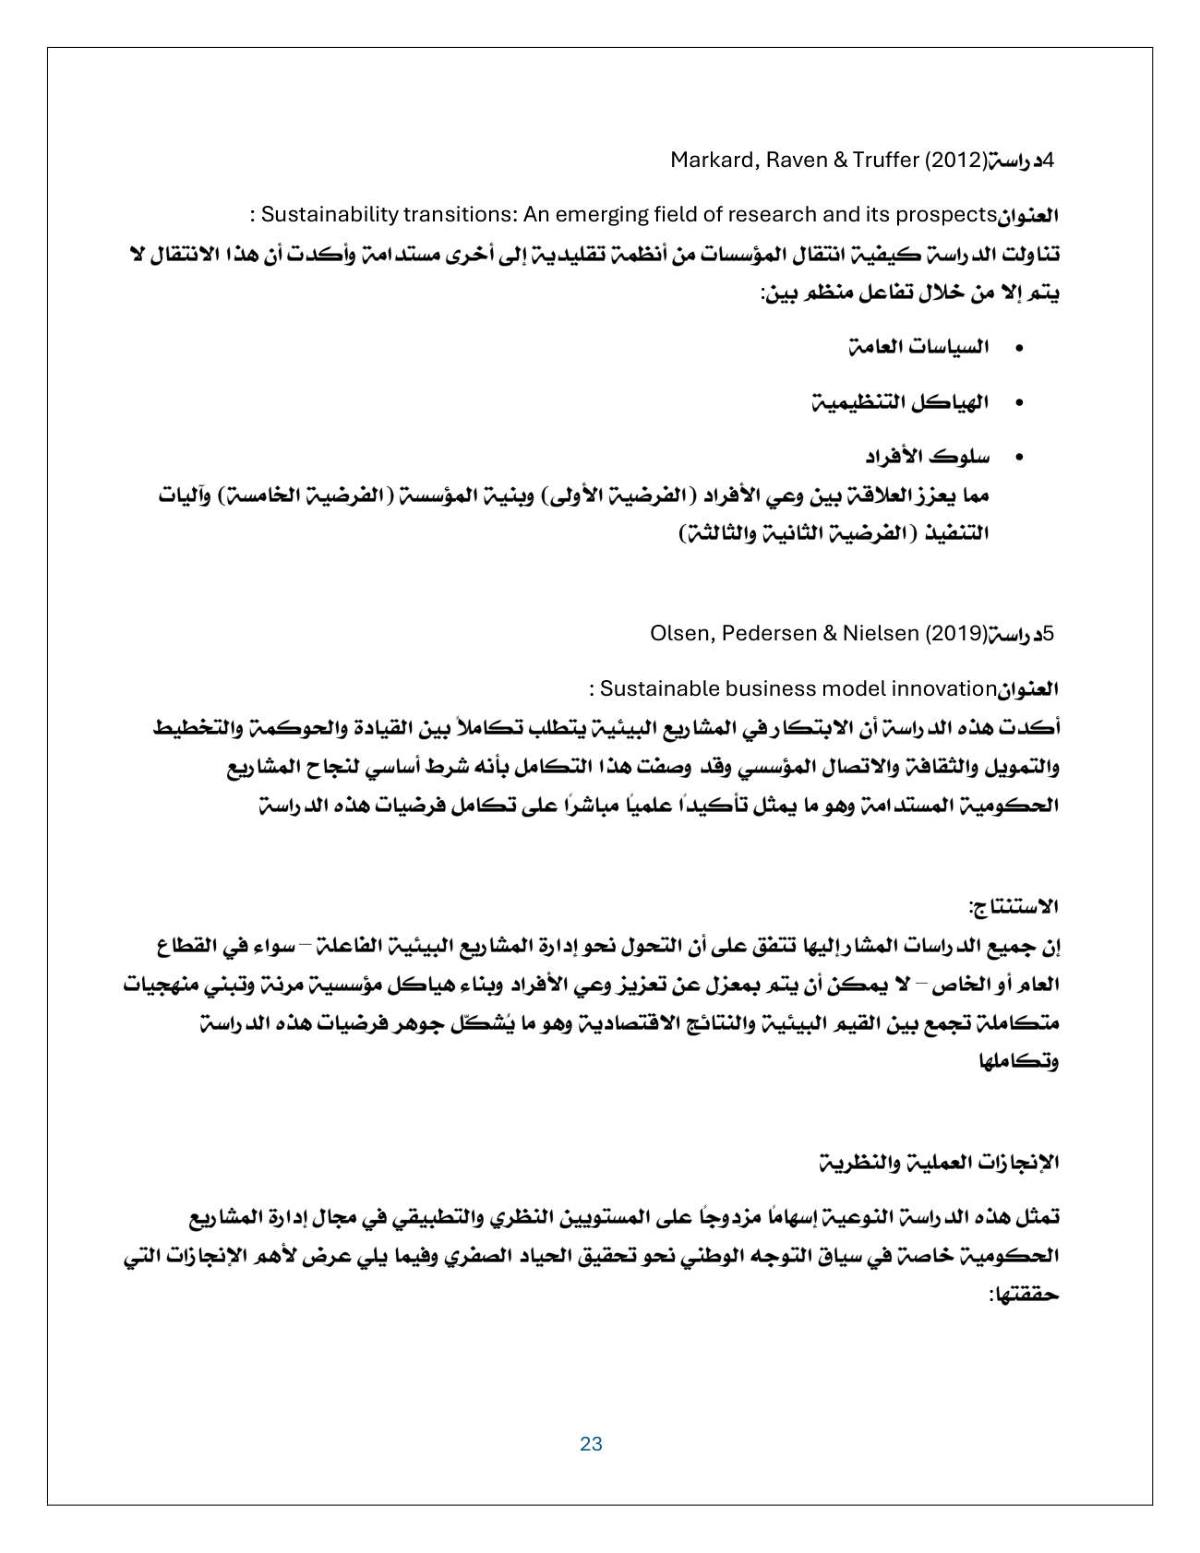 4دراسة(2012) Markard, Raven & Truffer
العنوانSustainability transitions: An emerging field of research and its prospects :
تناولت الدراسة كيفية انتقال المؤسسات من أنظمة تقليدية إلى أخرى مستدامة وأكدت أن هذا الانتقال لا
يتم إلا من خلال تفاعل منظم بين:
• السياسات العامة
• الهياكل التنظيمية
• سلوك الأفراد
مما يعزز العلاقة بين وعي الأفراد (الفرضية الأولى) وبنية المؤسسة (الفرضية الخامسة) وآليات
التنفيذ (الفرضية الثانية والثالثة)
5دراسة(2019) Olsen, Pedersen & Nielsen
العنوانSustainable business model innovation :
أكدت هذه الدراسة أن الابتكار في المشاريع البيئية يتطلب تكاملاً بين القيادة والحوكمة والتخطيط
والتمويل والثقافة والاتصال المؤسسي وقد وصفت هذا التكامل بأنه شرط أساسي لنجاح المشاريع
الحكومية المستدامة وهو ما يمثل تأكيدًا علميًا مباشرًا على تكامل فرضيات هذه الدراسة
الاستنتاج:
إن جميع الدراسات المشار إليها تتفق على أن التحول نحو إدارة المشاريع البيئية الفاعلة – سواء في القطاع
العام أو الخاص – لا يمكن أن يتم بمعزل عن تعزيز وعي الأفراد وبناء هياكل مؤسسية مرنة وتبني منهجيات
متكاملة تجمع بين القيم البيئية والنتائج الاقتصادية وهو ما يُشكّل جوهر فرضيات هذه الدراسة
وتكاملها
الإنجازات العملية والنظرية
تمثل هذه الدراسة النوعية إسهامًا مزدوجًا على المستويين النظري والتطبيقي في مجال إدارة المشاريع
الحكومية خاصة في سياق التوجه الوطني نحو تحقيق الحياد الصفري وفيما يلي عرض لأهم الإنجازات التي
حققتها:
23